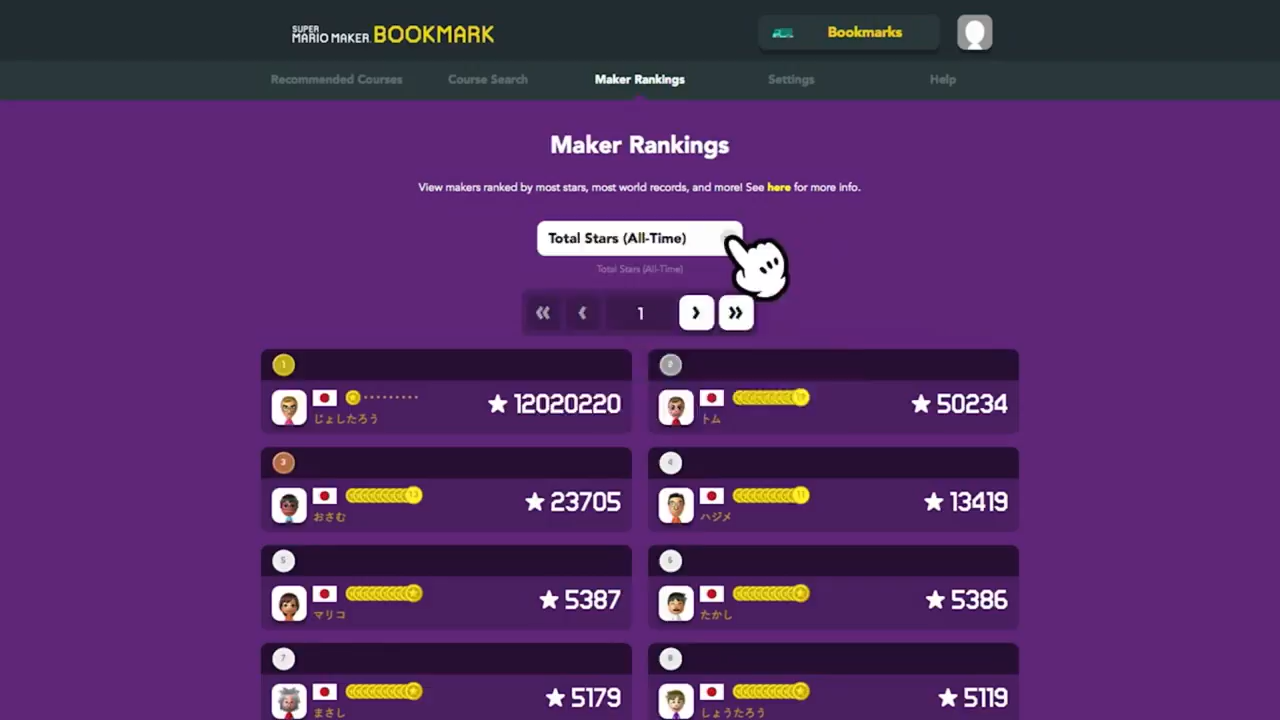 SUPER
MARIO MAKER BOOKMARK
Bookmarks
Recommended Courses
Course Search
Maker Rankings
Settings
Help
Maker Rankings
View makers ranked by most stars, most world records, and more! See here for more info.
Total Stars (All-Time)
Total Stars (All-Time)
1
1
12020220
じょしたろう
2
50234
トム
3
13
23705
おさむ
4
11
13419
ハジメ
5
5387
マリコ
5386
たかし
7
5179
まさし
8
5119
しょうたろう